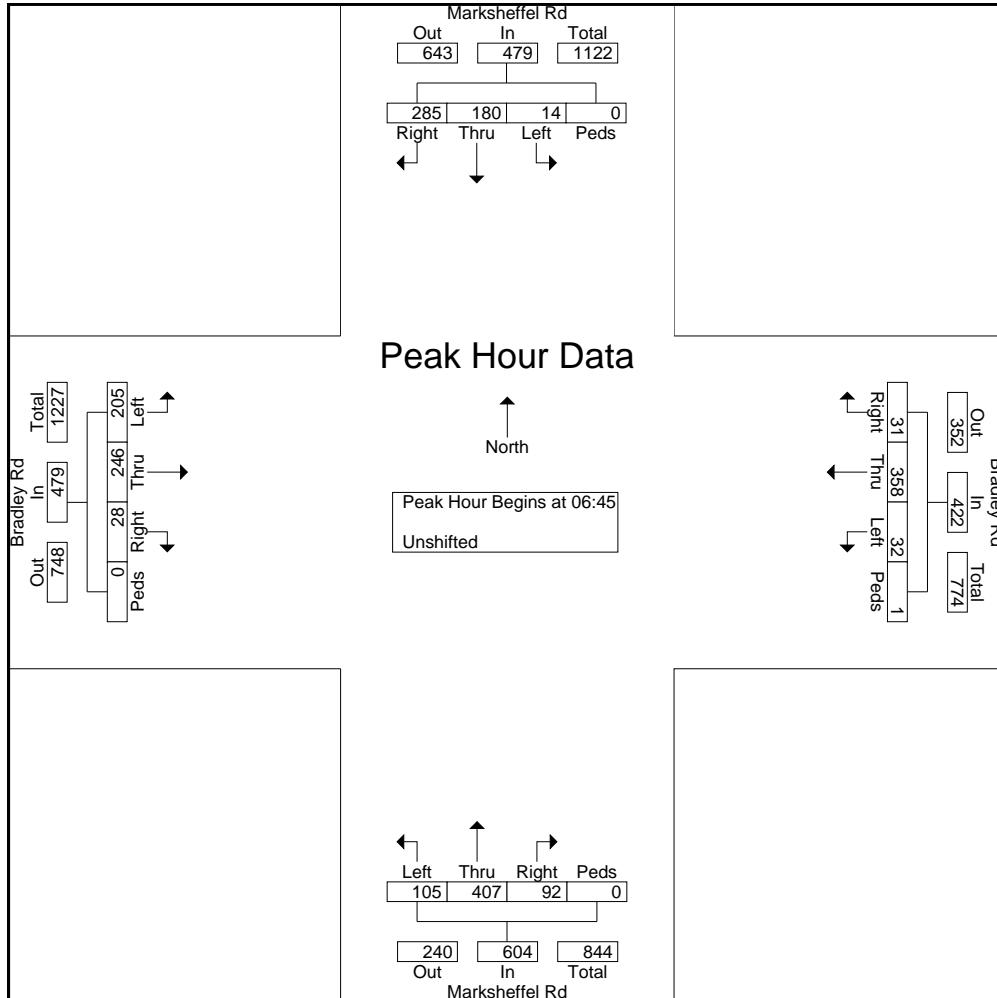 Marksheffel Rd
Out In Total
643 479 1122
285 180 14 0
Right Thru Left Peds
Peak Hour Data
North
Peak Hour Begins at 06:45
Unshifted
Bradley Rd
Out In Total
748 479 1227
Left Thru Right Peds
205 246 28 0
Bradley Rd
Out In Total
352 422 774
Right Thru Left Peds
31 358 32 1
Left Thru Right Peds
105 407 92 0
240 604 844
Out In Total
Marksheffel Rd